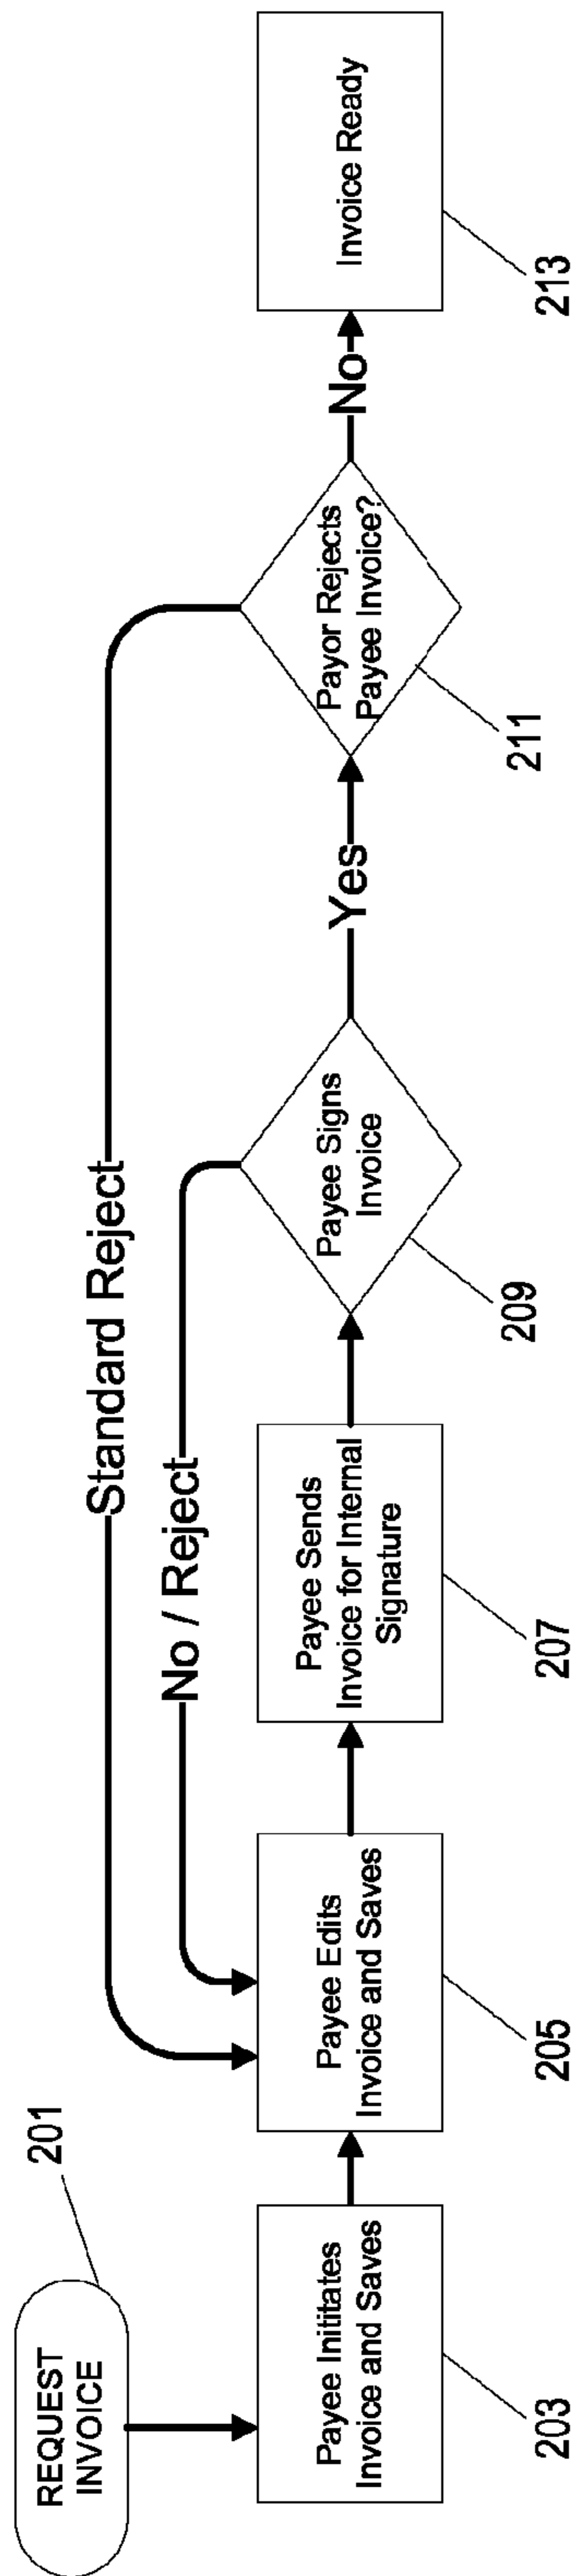 REQUEST
INVOICE
201
Payee Inititates
Invoice and Saves
203
Payee Edits
Invoice and Saves
205
Payee Sends
Invoice for Internal
Signature
207
Payee Signs
Invoice
209
No / Reject
Yes
Payor Rejects
Payee Invoice?
211
Standard Reject
No
Invoice Ready
213